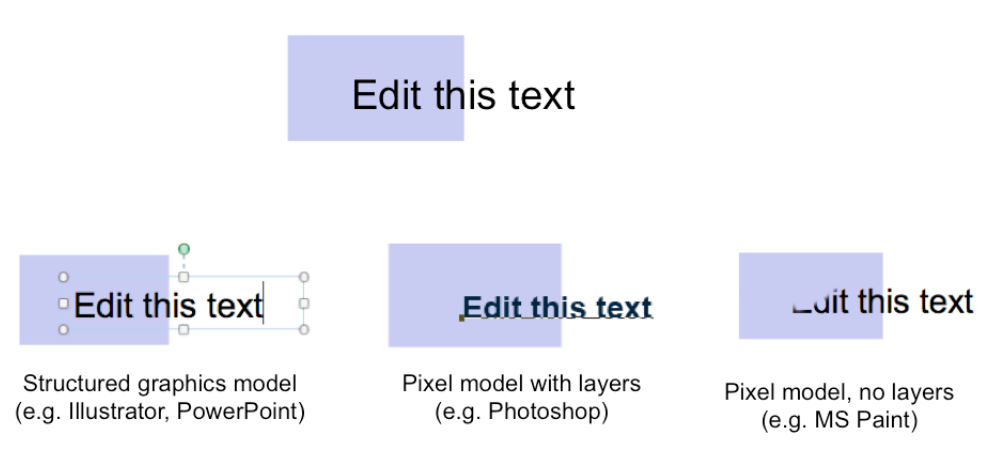 Edit this text
Edit this text
Edit this text
dit this text
Structured graphics model
(e.g. Illustrator, PowerPoint)
Pixel model with layers
(e.g. Photoshop)
Pixel model, no layers
(e.g. MS Paint)